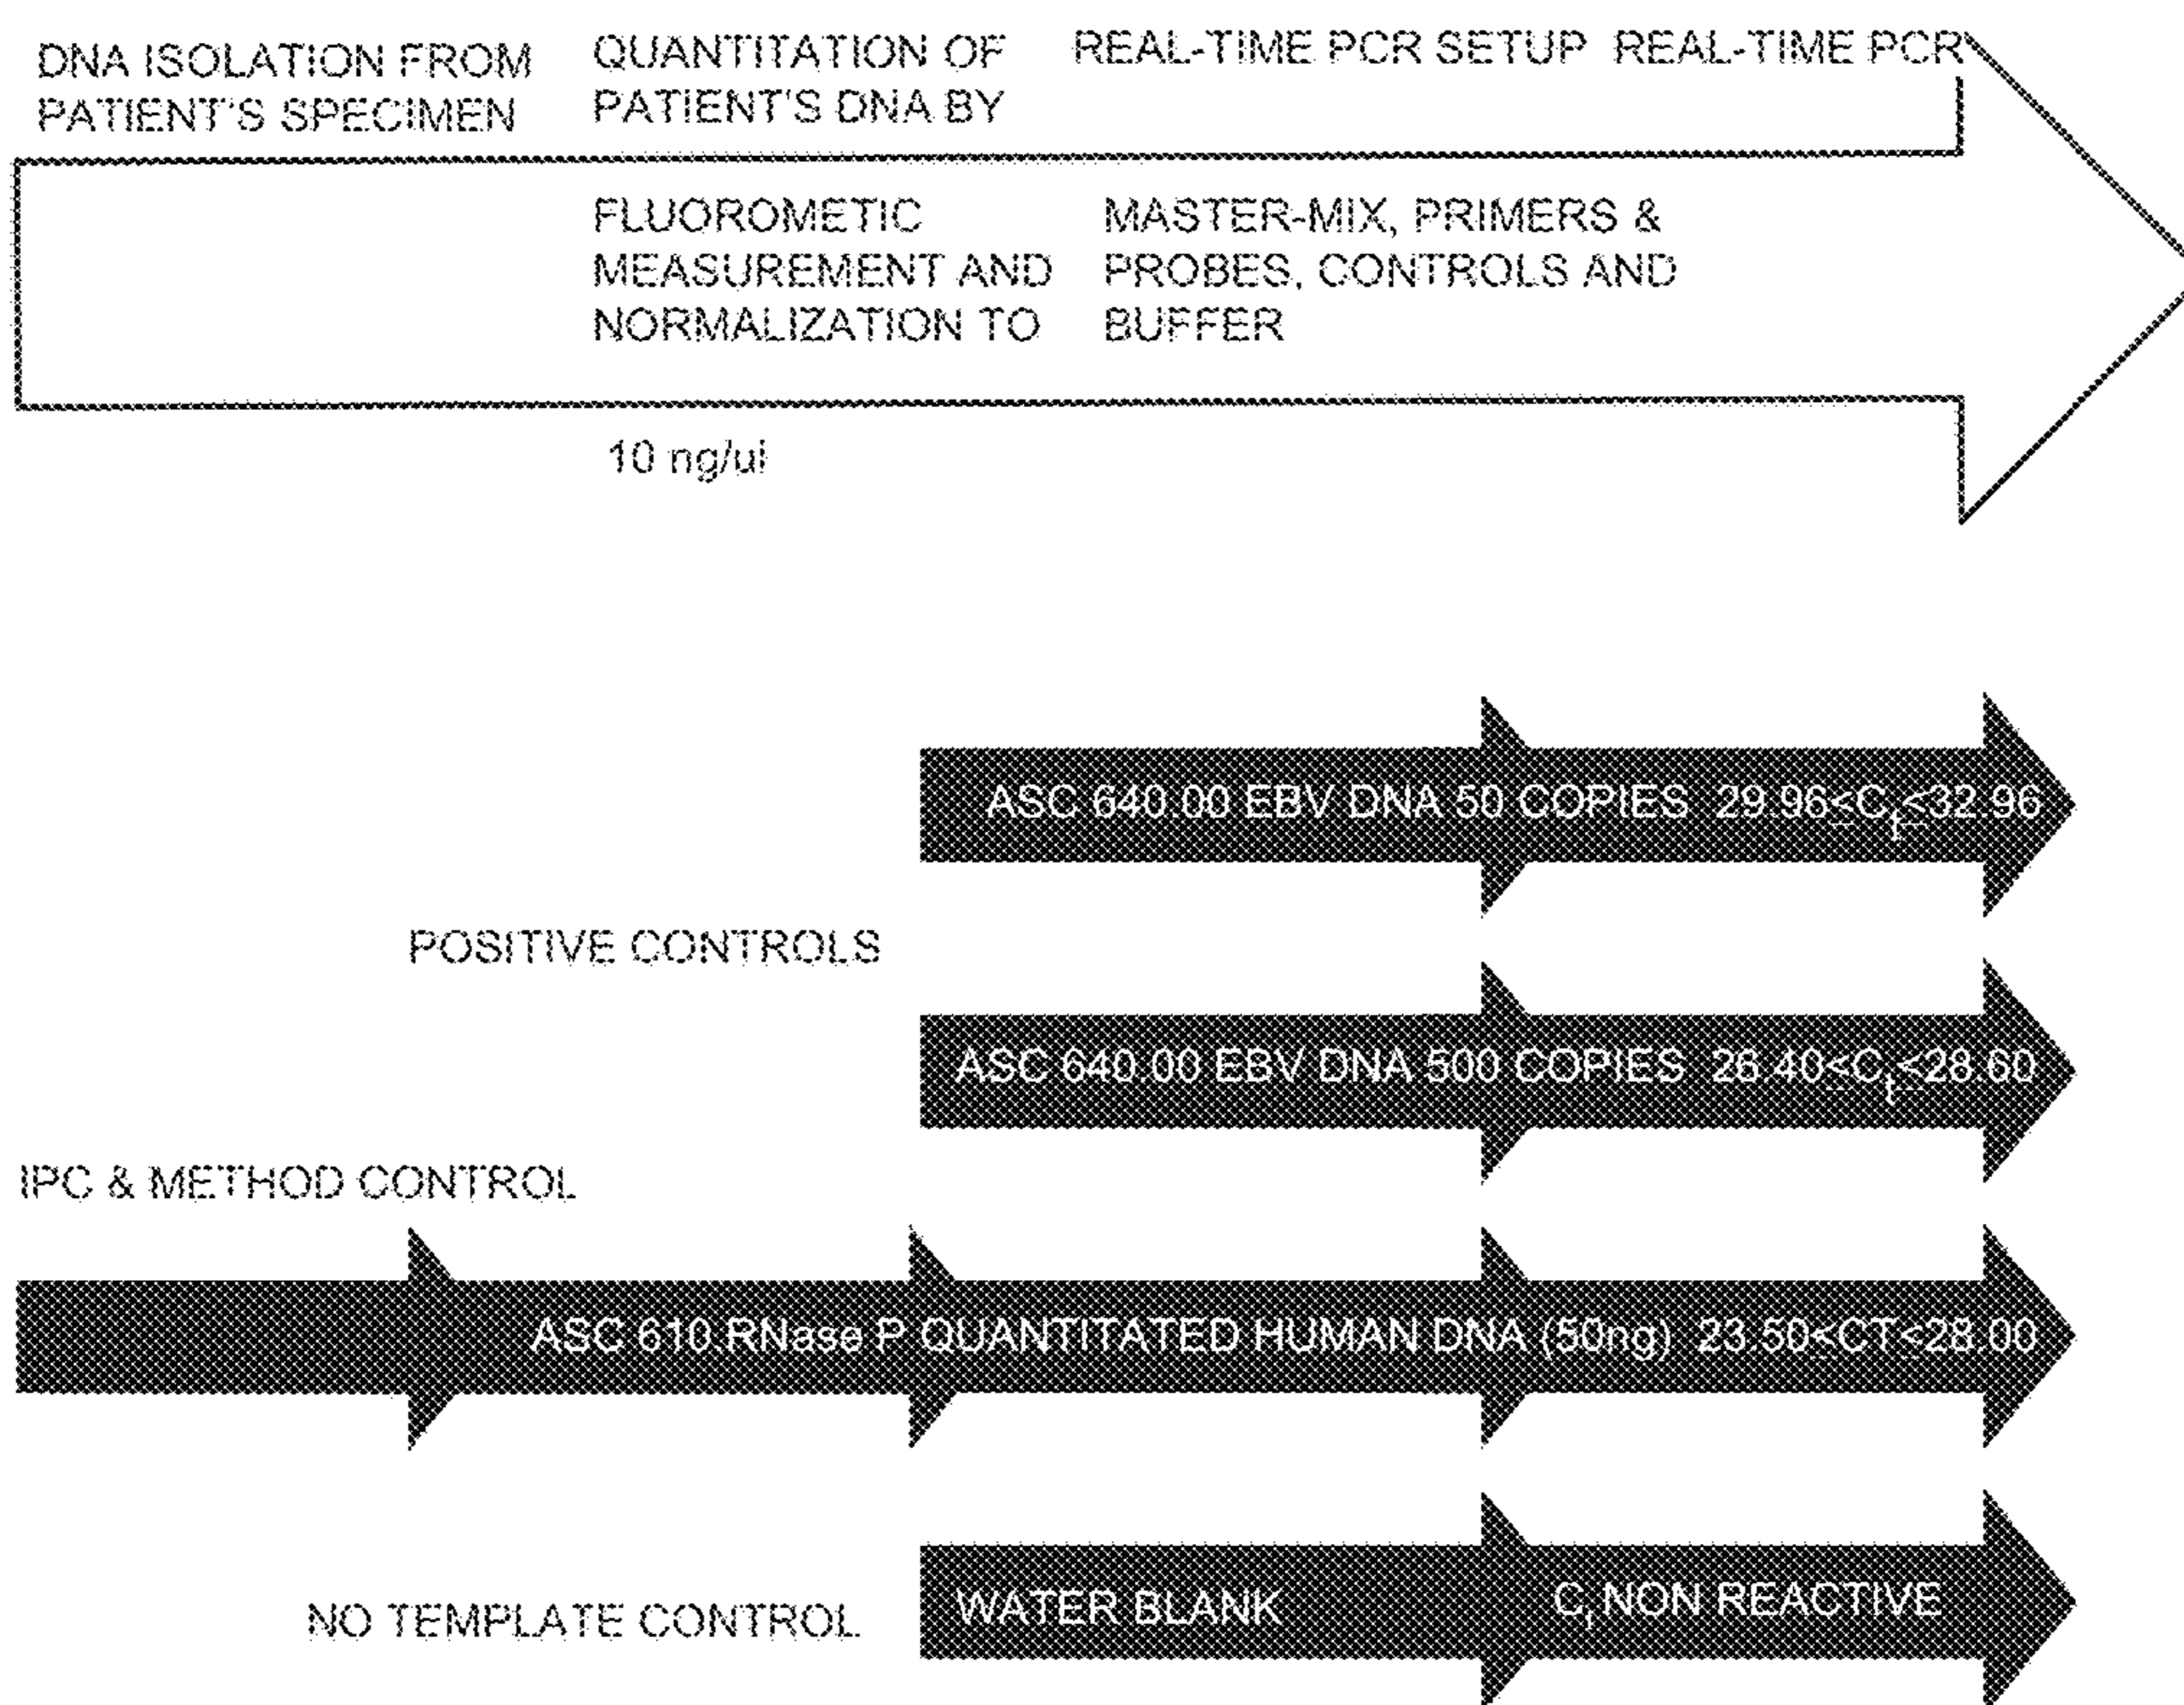 DNA ISOLATION FROM
PATIENT'S SPECIMEN
QUANTITATION OF
PATIENT'S DNA BY
REAL-TIME PCR SETUP
REAL-TIME PCR
FLUOROMETIC
MEASUREMENT AND
NORMALIZATION TO
MASTER-MIX, PRIMERS &
PROBES, CONTROLS AND
BUFFER
10 ng/ul
ASC 640.00 EBV DNA 50 COPIES 29.96≤Ct≤32.96
POSITIVE CONTROLS
ASC 640.00 EBV DNA 500 COPIES 26.40≤Ct≤28.60
IPC & METHOD CONTROL
ASC 610.RNase P QUANTITATED HUMAN DNA (50ng) 23.50≤CT≤28.00
NO TEMPLATE CONTROL
WATER BLANK
Ct NON REACTIVE